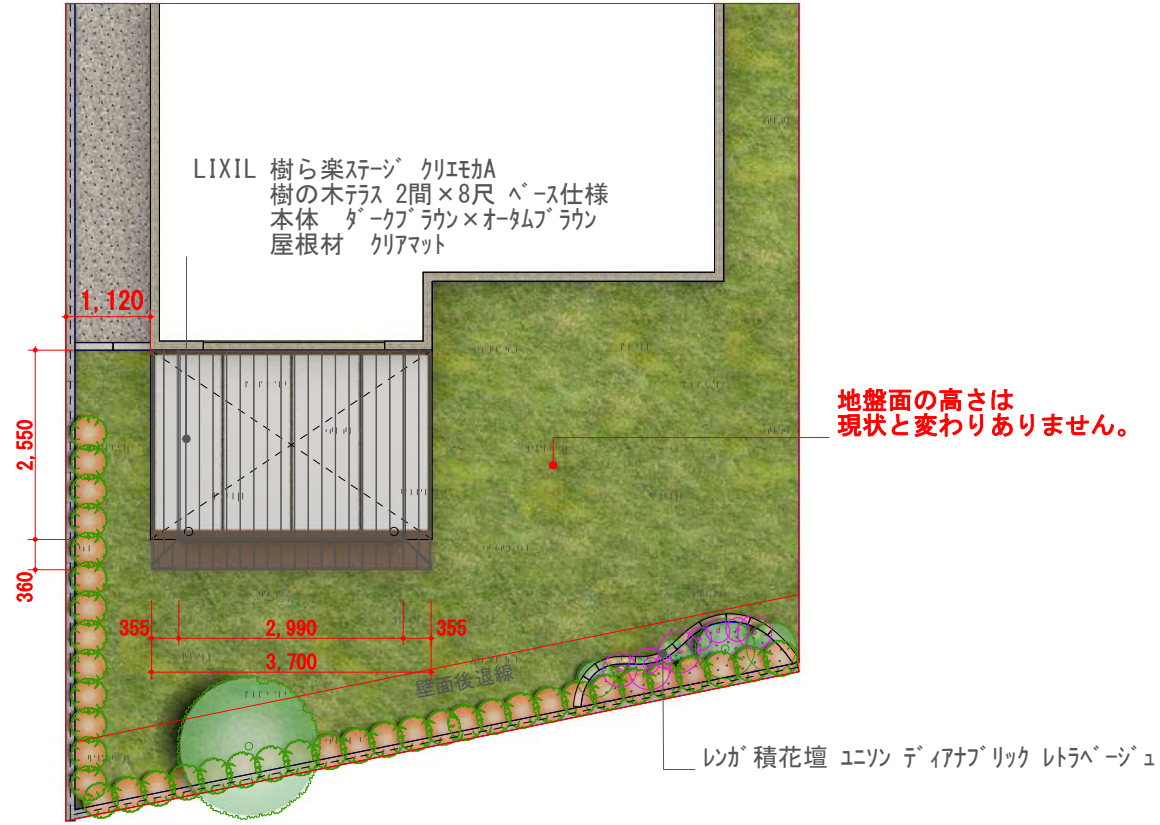 LIXIL 樹ら楽ステージ クリエモカA
樹の木テラス 2間×8尺 ベース仕様
本体 ダークブラウン×オータムブラウン
屋根材 クリアマット
1,120
2,550
地盤面の高さは
現状と変わりありません。
360
355
2,990
355
3,700
壁面後退線
レンガ積花壇 ユニソン ディアナブリック レトラベージュ